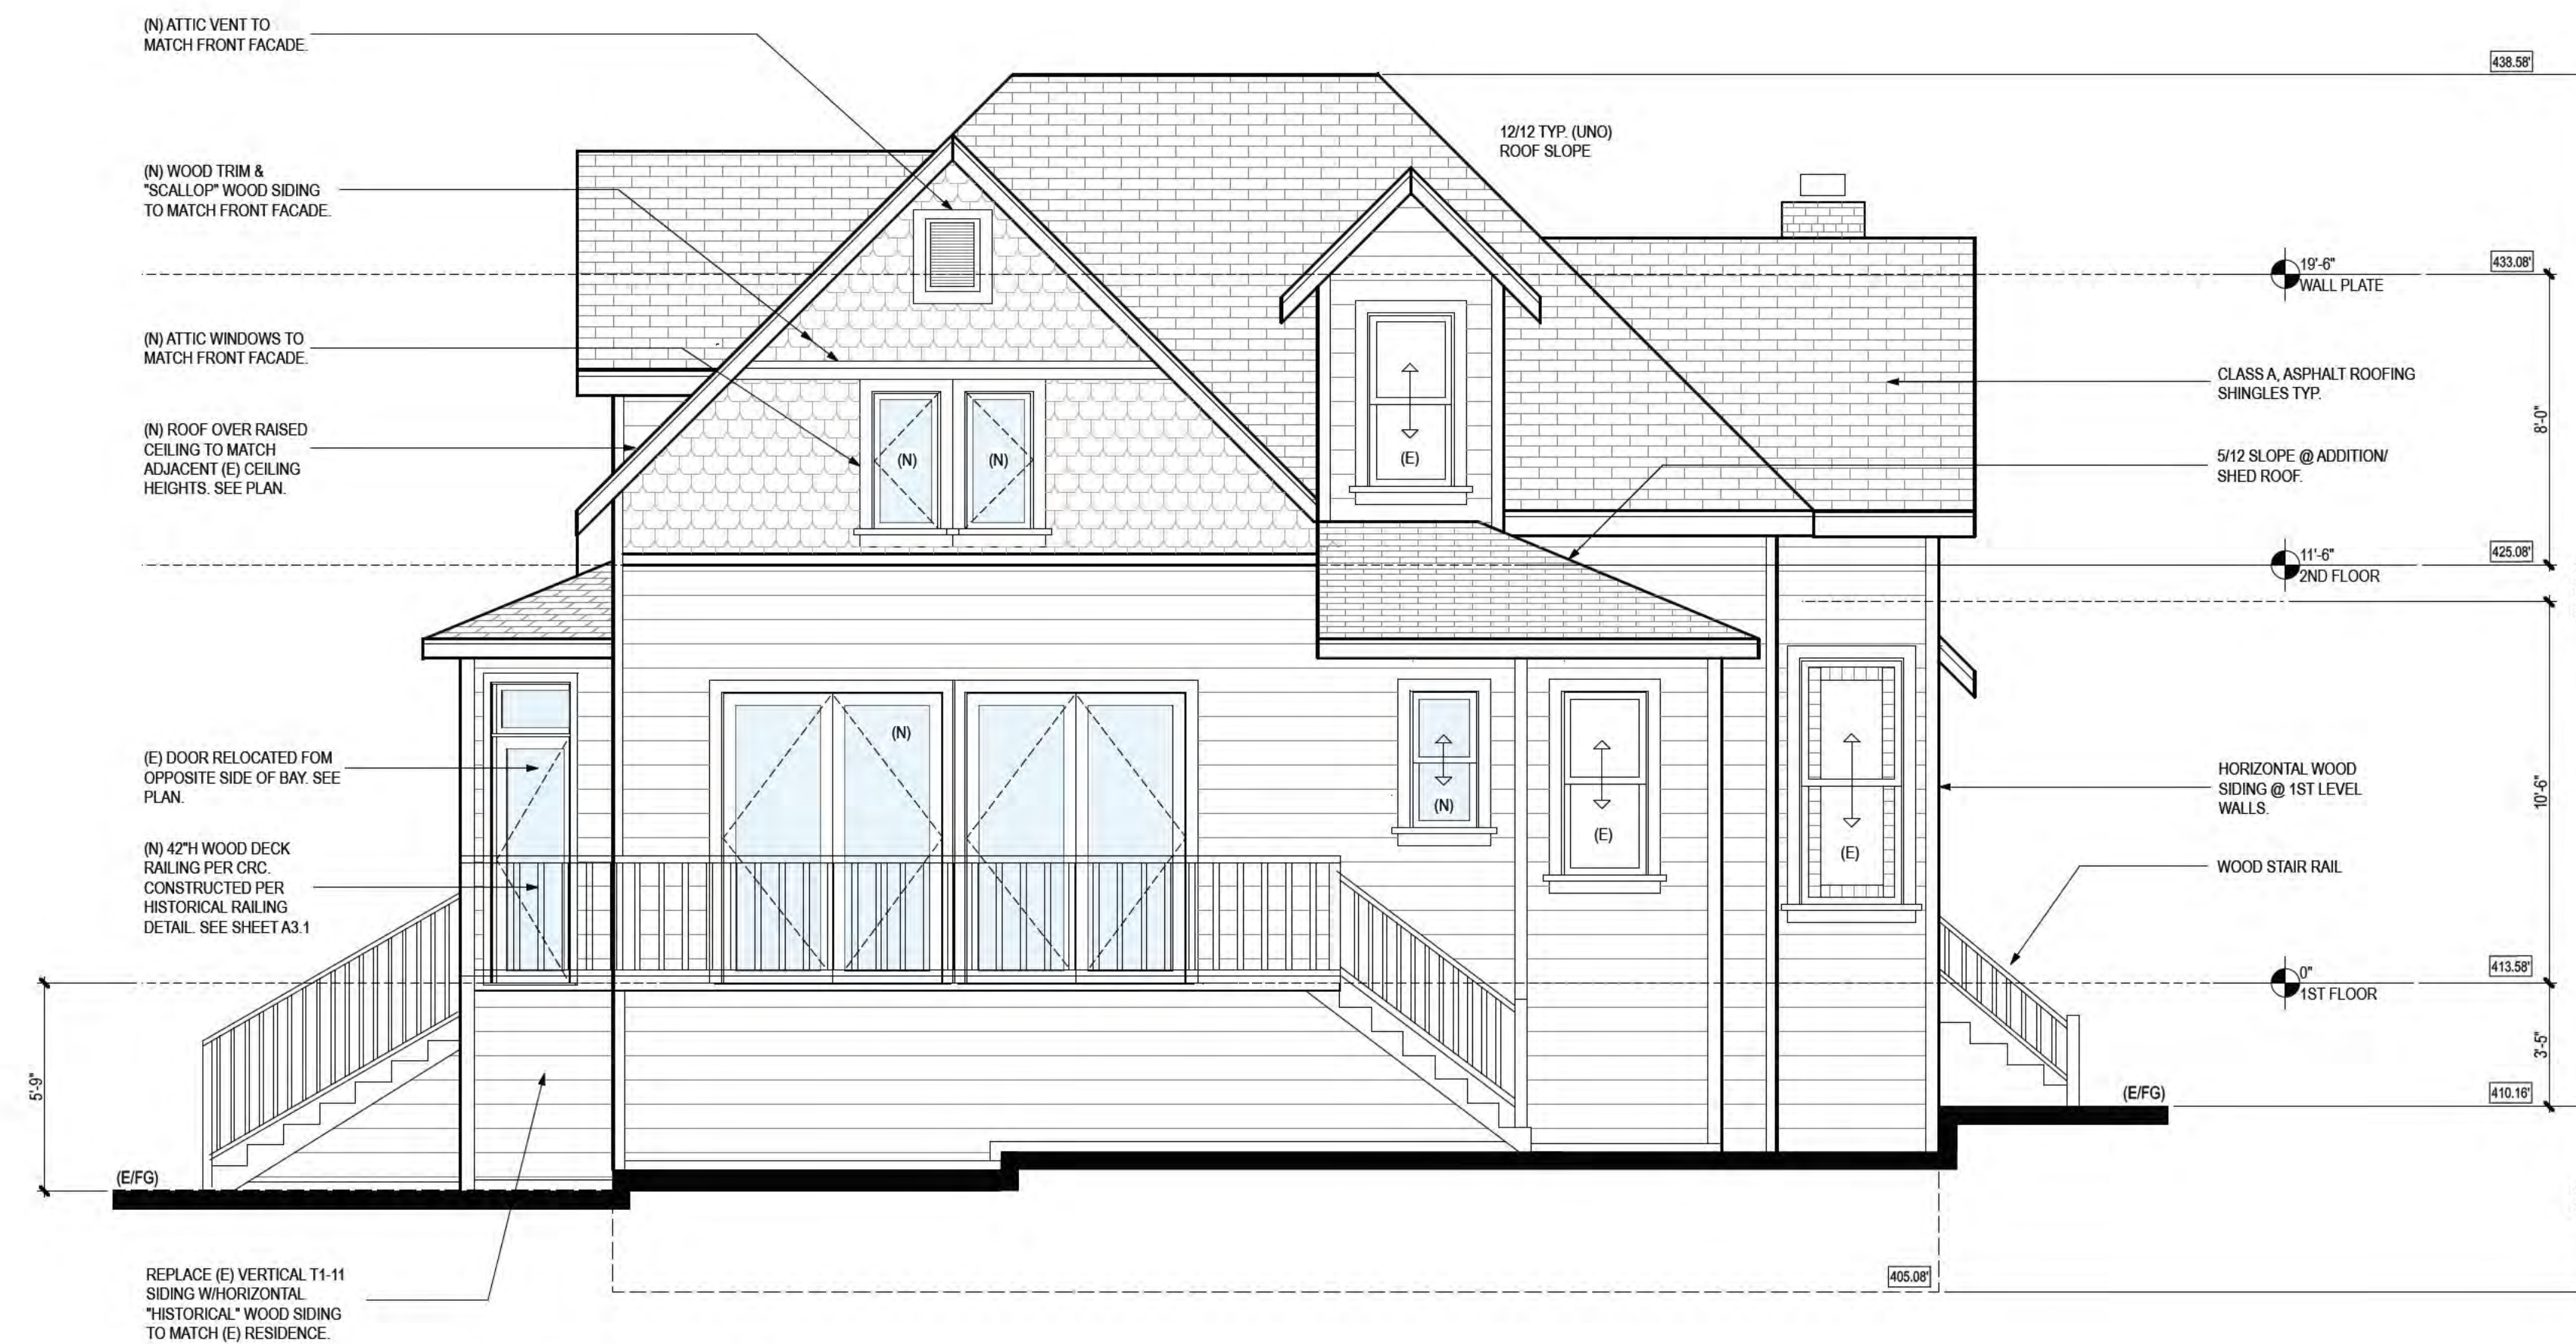 (N) ATTIC VENT TO
MATCH FRONT FACADE.
438.58'
12/12 TYP. (UNO)
ROOF SLOPE
(N) WOOD TRIM &
"SCALLOP" WOOD SIDING
TO MATCH FRONT FACADE.
19'-6"
WALL PLATE
433.08'
(N) ATTIC WINDOWS TO
MATCH FRONT FACADE.
CLASS A, ASPHALT ROOFING
SHINGLES TYP.
8'-0"
(N) ROOF OVER RAISED
CEILING TO MATCH
ADJACENT (E) CEILING
HEIGHTS. SEE PLAN.
(N)
(N)
(E)
5/12 SLOPE @ ADDITION/
SHED ROOF.
11'-6"
2ND FLOOR
425.08'
(E) DOOR RELOCATED FOM
OPPOSITE SIDE OF BAY. SEE
PLAN.
(N)
(N)
(E)
(E)
HORIZONTAL WOOD
SIDING @ 1ST LEVEL
WALLS.
10'-6"
(N) 42"H WOOD DECK
RAILING PER CRC.
CONSTRUCTED PER
HISTORICAL RAILING
DETAIL. SEE SHEET A3.1
WOOD STAIR RAIL
0"
1ST FLOOR
413.58'
5'-9"
3'-5"
(E/FG)
410.16'
(E/FG)
405.08'
REPLACE (E) VERTICAL T1-11
SIDING W/HORIZONTAL
"HISTORICAL" WOOD SIDING
TO MATCH (E) RESIDENCE.